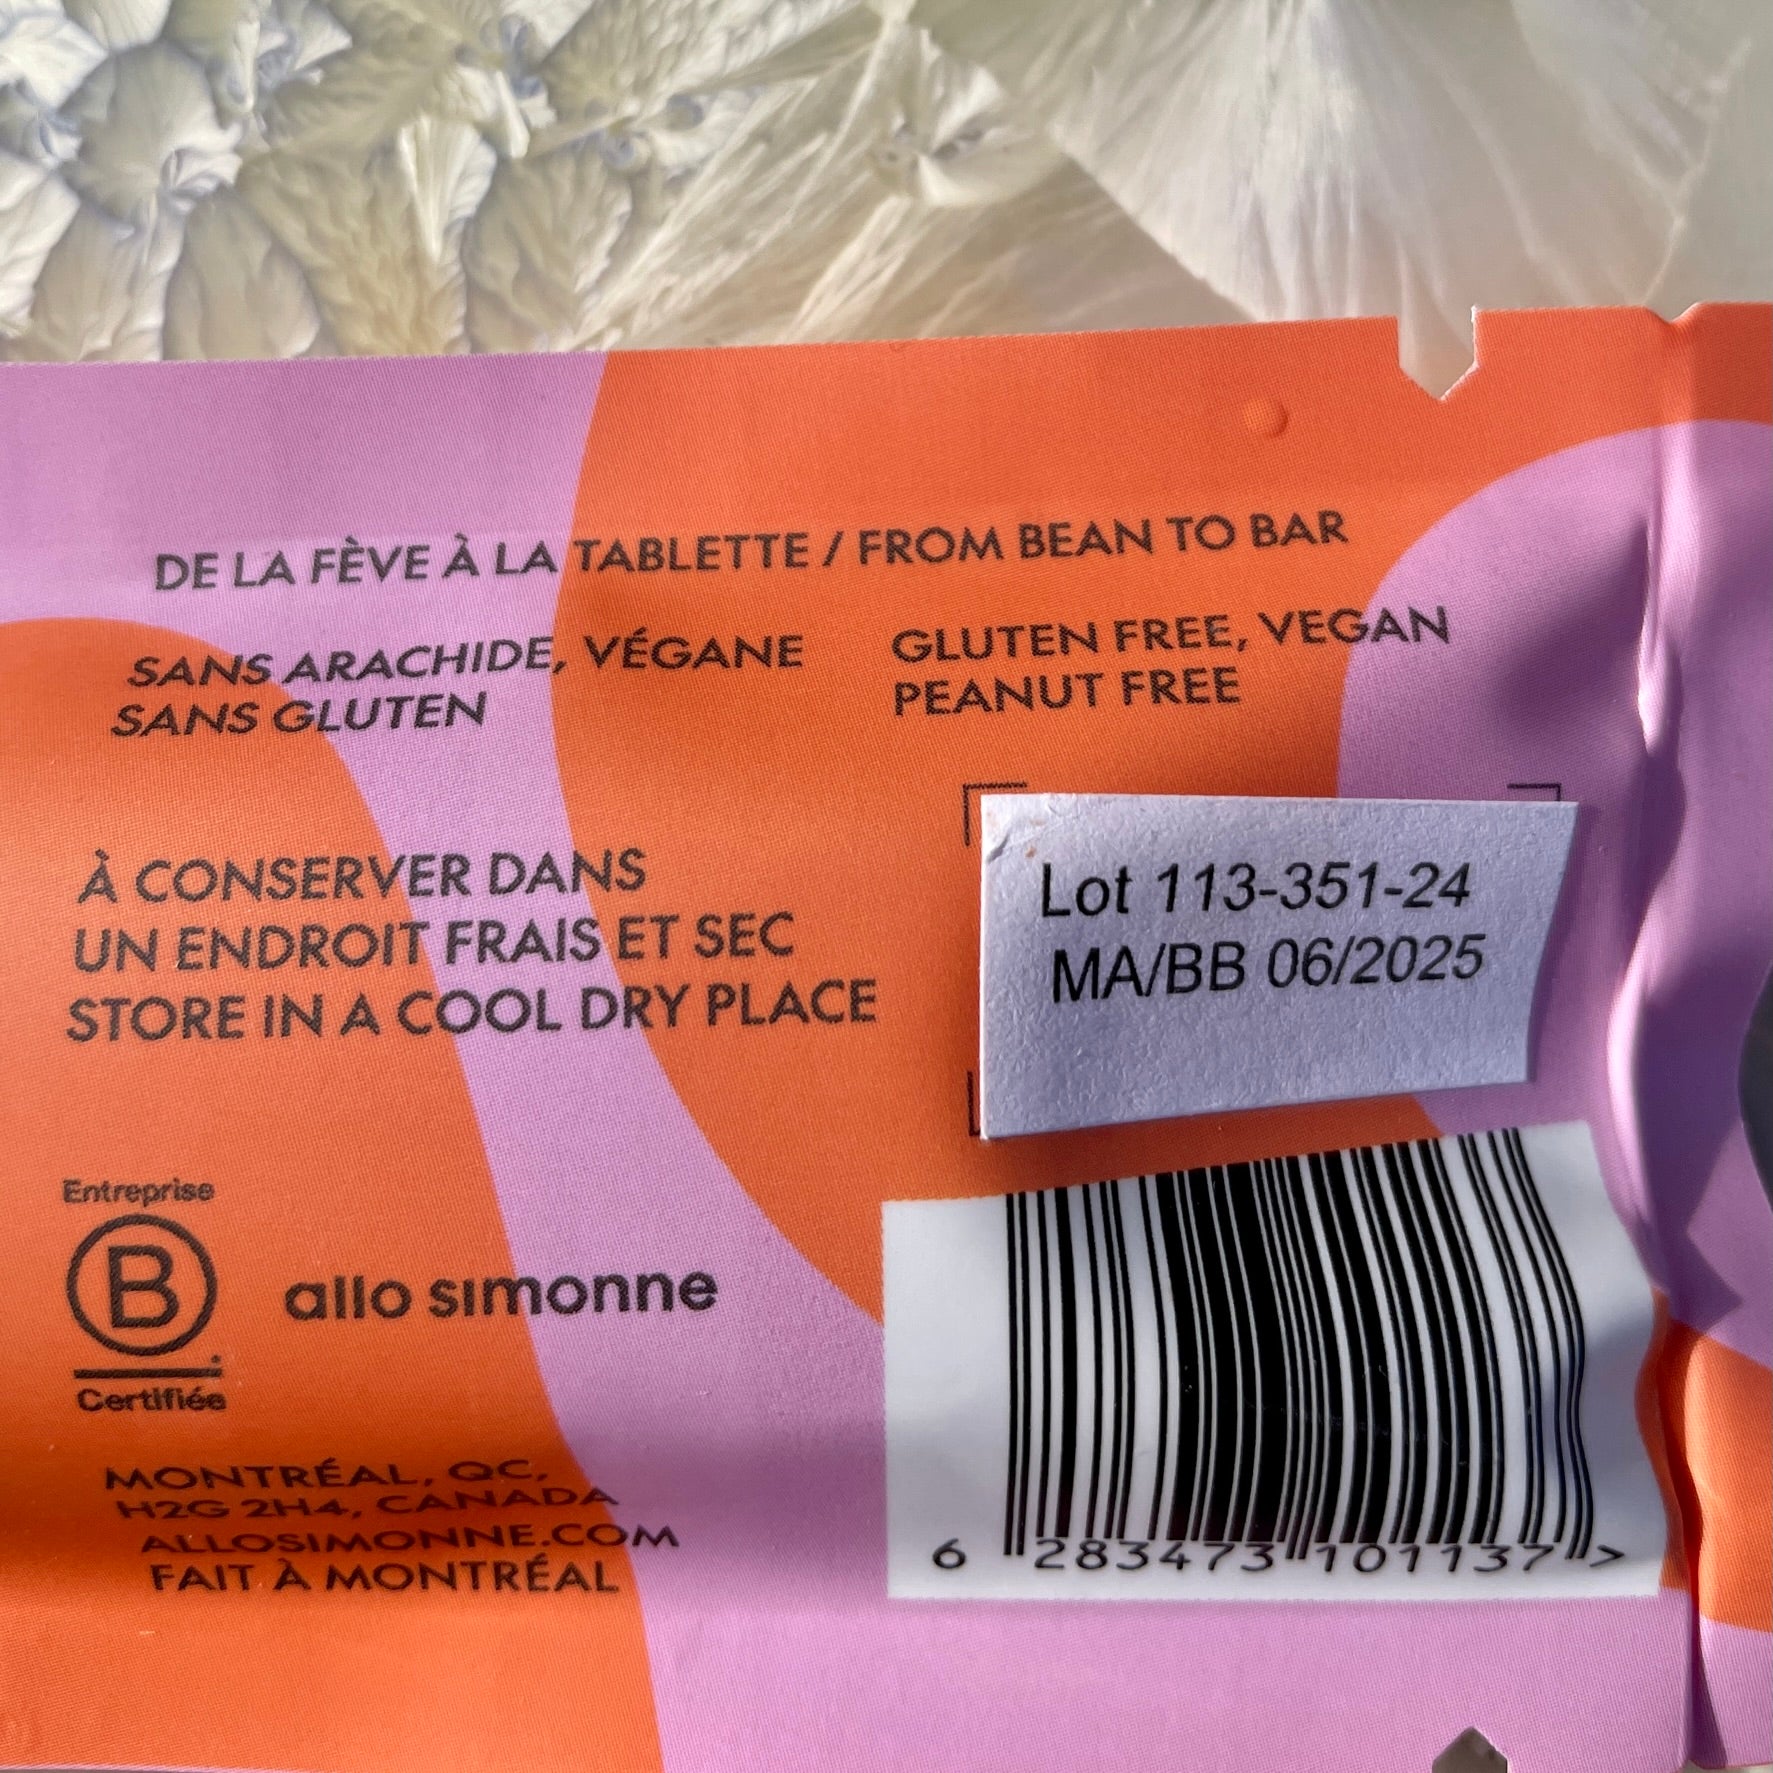 DE LA FÈVE À LA TABLETTE / FROM BEAN TO BAR
SANS ARACHIDE, VÉGANE
SANS GLUTEN
GLUTEN FREE, VEGAN
PEANUT FREE
À CONSERVER DANS
UN ENDROIT FRAIS ET SEC
STORE IN A COOL DRY PLACE
Lot 113-351-24
MA/BB 06/2025
Entreprise
B
Certifiée
allo simonne
MONTRÉAL, QC,
H2G 2H4, CANADA
ALLOSIMONNE.COM
FAIT À MONTRÉAL
6 283473 101137 >